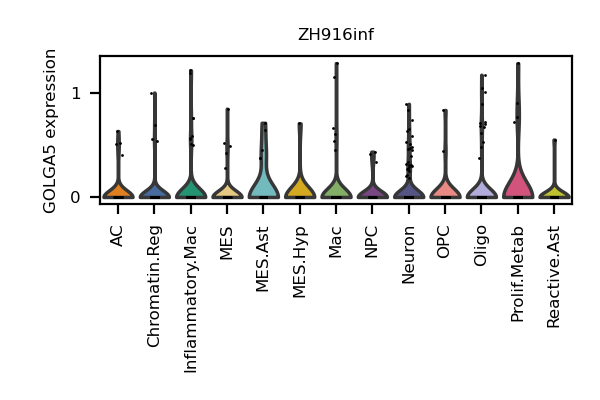 ZH916inf
GOLGA5 expression
1
0
AC
Chromatin.Reg
Inflammatory.Mac
MES
MES.Ast
MES.Hyp
Mac
NPC
Neuron
OPC
Oligo
Prolif.Metab
Reactive.Ast